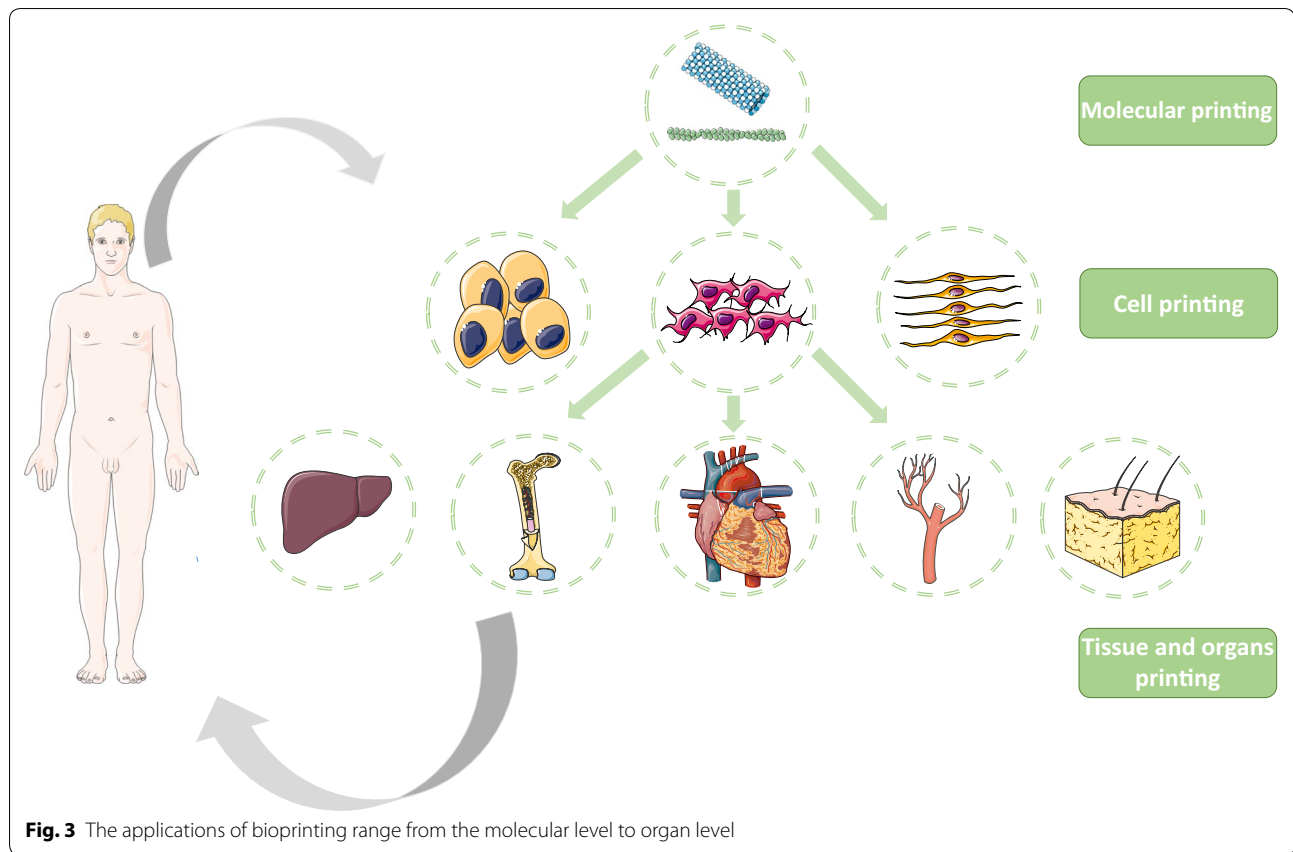 Molecular printing
Cell printing
Tissue and organs
printing
Fig. 3 The applications of bioprinting range from the molecular level to organ level